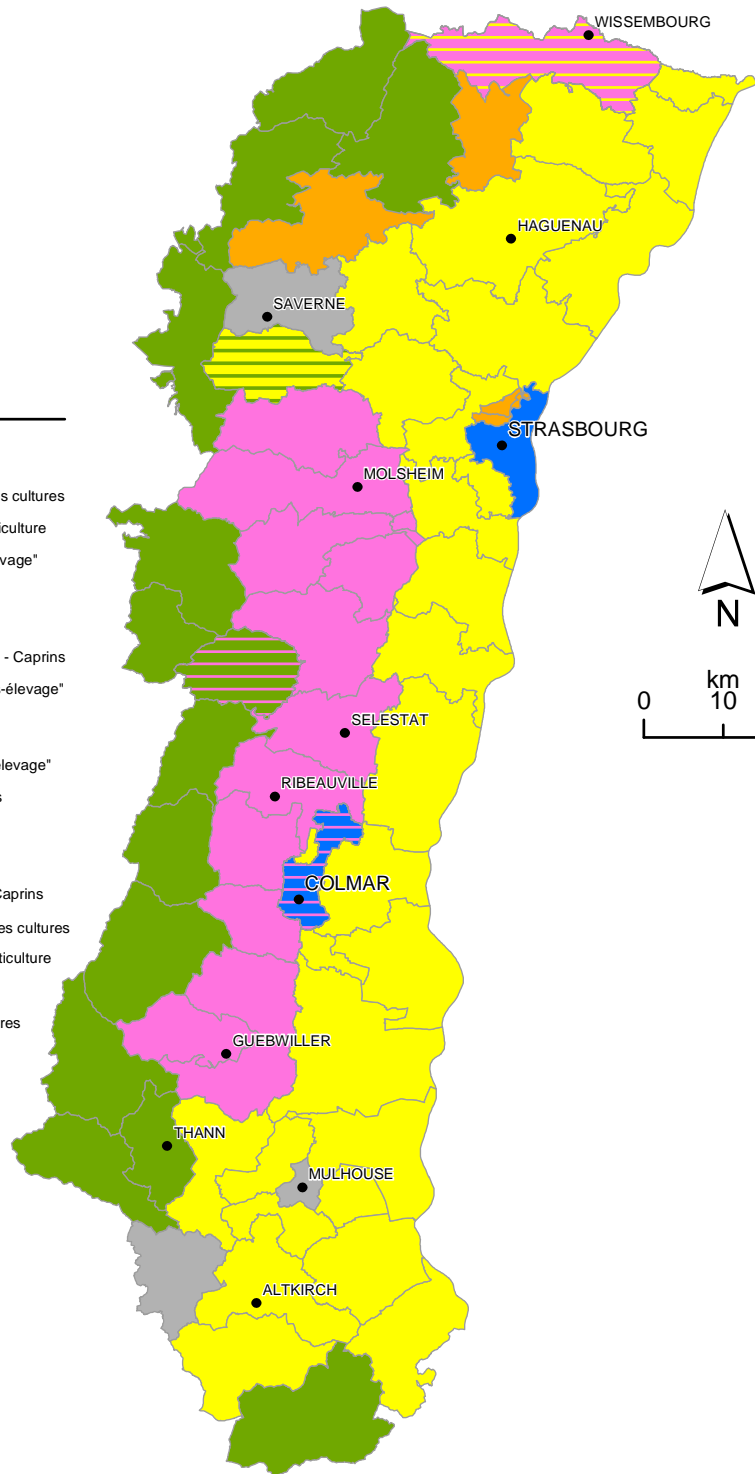 WISSEMBOURG
HAGUENAU
SAVERNE
STRASBOURG
MOLSHEIM
s cultures
iculture
vage"
N
- Caprins
s-élevage"
km
0 10
SELESTAT
elevage"
RIBEAUVILLE
s
COLMAR
Caprins
es cultures
ticulture
res
GUEBWILLER
THANN
MULHOUSE
ALTKIRCH